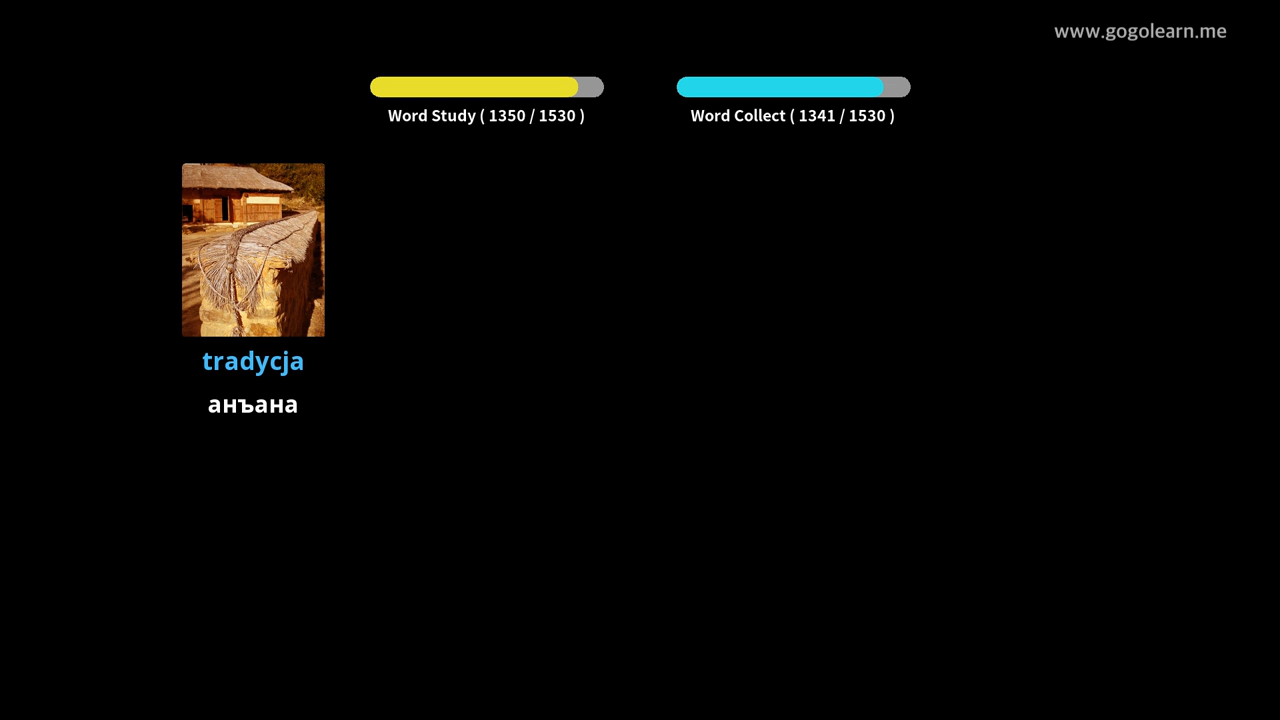 www.gogolearn.me
Word Study ( 1350 / 1530 )
Word Collect ( 1341 / 1530 )
tradycja
анъана